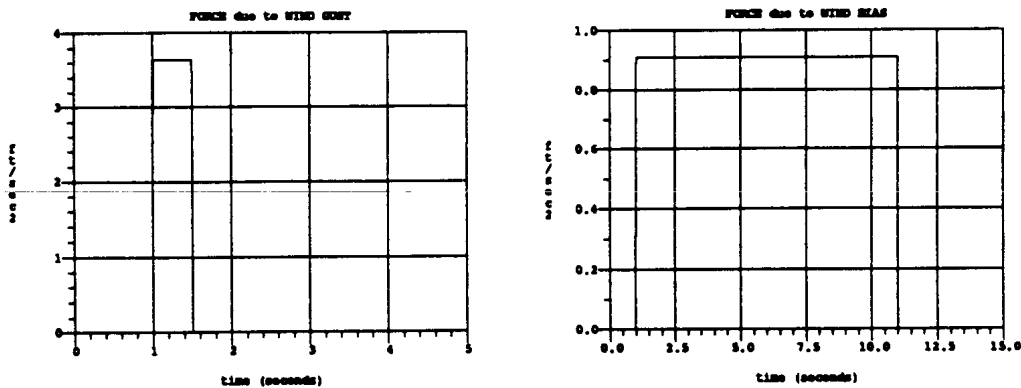 FORCE due to WIND GUST
4
3
2
1
0
0 1 2 3 4 5
time (seconds)
FORCE due to WIND BIAS
1.0
0.8
0.6
0.4
0.2
0.0
0.0 2.5 5.0 7.5 10.0 12.5 15.0
time (seconds)